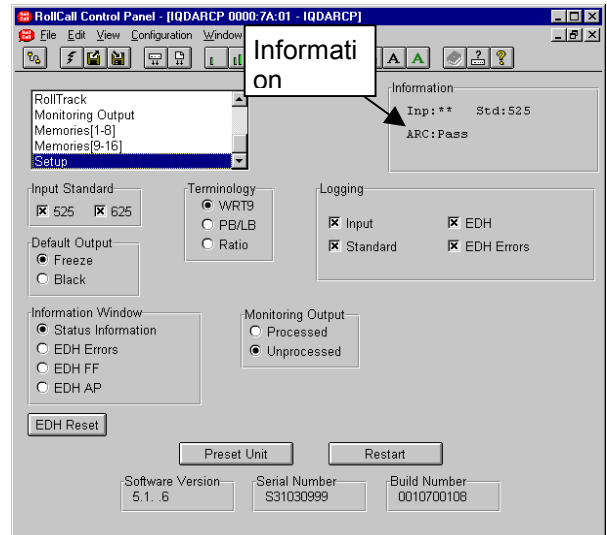 RollCall Control Panel - [IQDARCP 0000:7A:01 - IQDARCP]
File Edit View Configuration Window
Informati
on
A A
RollTrack
Monitoring Output
Memories[1-8]
Memories[9-16]
Setup
Information
Inp:** Std:525
ARC:Pass
Input Standard
525 625
Terminology
WRT9
PB/LB
Ratio
Logging
Input EDH
Standard EDH Errors
Default Output
Freeze
Black
Information Window
Status Information
EDH Errors
EDH FF
EDH AP
Monitoring Output
Processed
Unprocessed
EDH Reset
Preset Unit Restart
Software Version
5.1. .6
Serial Number
S31030999
Build Number
0010700108